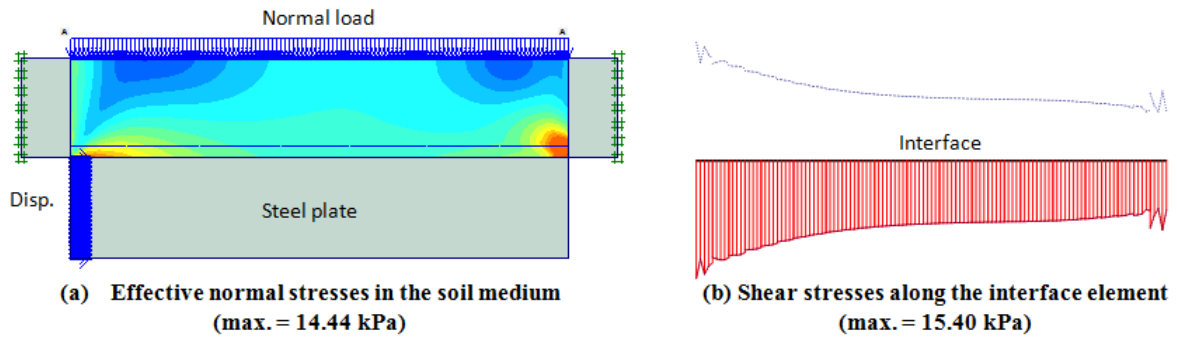 Normal load
A A
Interface
Disp.
Steel plate
(a) Effective normal stresses in the soil medium
(max. = 14.44 kPa)
(b) Shear stresses along the interface element
(max. = 15.40 kPa)